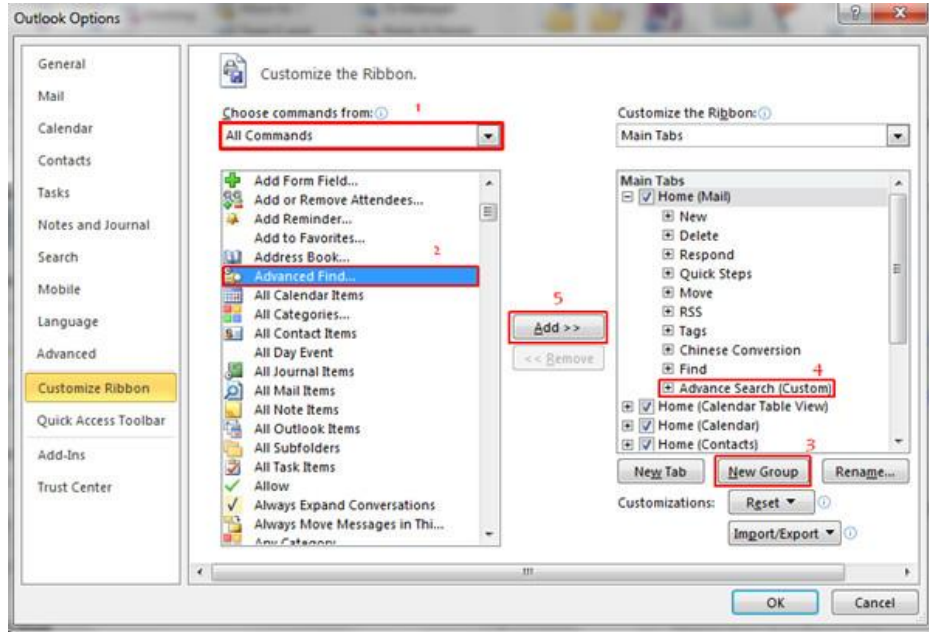 Outlook Options
General
Mail
Calendar
Contacts
Tasks
Notes and Journal
Search
Mobile
Language
Advanced
Customize Ribbon
Quick Access Toolbar
Add-Ins
Trust Center
Customize the Ribbon.
Choose commands from:
1
All Commands
Add Form Field...
Add or Remove Attendees...
Add Reminder...
Add to Favorites...
Address Book...
2
Advanced Find...
All Calendar Items
All Categories...
All Contact Items
All Day Event
All Journal Items
All Mail Items
All Note Items
All Outlook Items
All Subfolders
All Task Items
Allow
Always Expand Conversations
Always Move Messages in Thi...
Any Category
5
Add >>
<< Remove
Customize the Ribbon:
Main Tabs
Main Tabs
Home (Mail)
New
Delete
Respond
Quick Steps
Move
RSS
Tags
Chinese Conversion
Find
4
Advance Search (Custom)
Home (Calendar Table View)
Home (Calendar)
3
Home (Contacts)
New Tab
New Group
Rename...
Customizations:
Reset
Import/Export
OK
Cancel